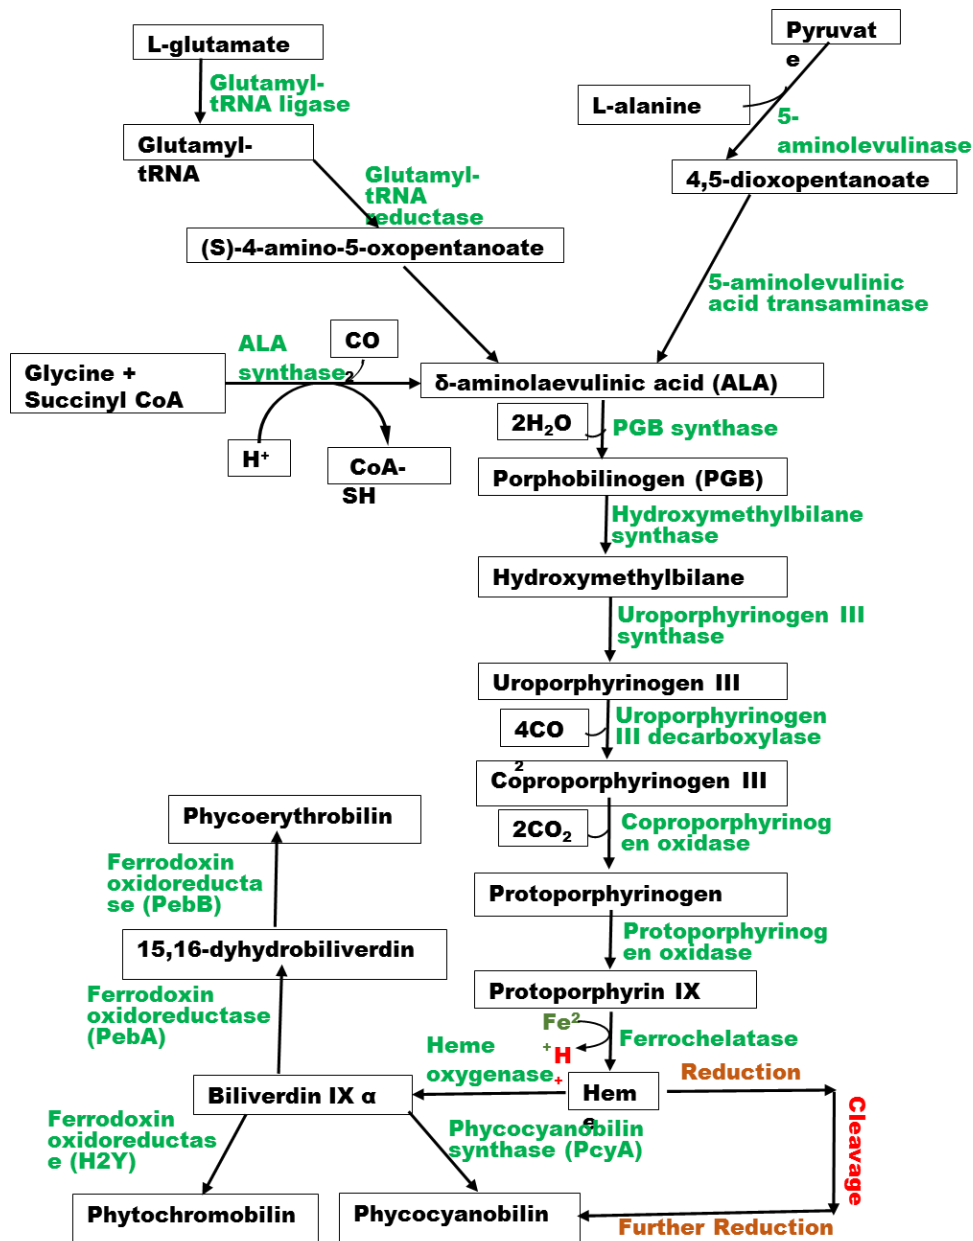 L-glutamate
Pyruvat
e
Glutamyl-
tRNA ligase
L-alanine
5-
aminolevulinase
Glutamyl-
tRNA
Glutamyl-
tRNA
reductase
4,5-dioxopentanoate
(S)-4-amino-5-oxopentanoate
5-aminolevulinic
acid transaminase
ALA
synthase
CO
2
Glycine +
Succinyl CoA
δ-aminolaevulinic acid (ALA)
H⁺
CoA-
SH
2H₂O
PGB synthase
Porphobilinogen (PGB)
Hydroxymethylbilane
synthase
Hydroxymethylbilane
Uroporphyrinogen III
synthase
Uroporphyrinogen III
4CO
2
Uroporphyrinogen
III decarboxylase
Coproporphyrinogen III
2CO₂
Coproporphyrinog
en oxidase
Phycoerythrobilin
Ferrodoxin
oxidoreducta
se (PebB)
Protoporphyrinogen
15,16-dyhydrobiliverdin
Protoporphyrinog
en oxidase
Ferrodoxin
oxidoreductase
(PebA)
Protoporphyrin IX
Fe²
⁺
H
⁺
Ferrochelatase
Heme
oxygenase
Biliverdin IX α
Hem
e
Reduction
Cleavage
Ferrodoxin
oxidoreductas
e (H2Y)
Phycocyanobilin
synthase (PcyA)
Phytochromobilin
Phycocyanobilin
Further Reduction